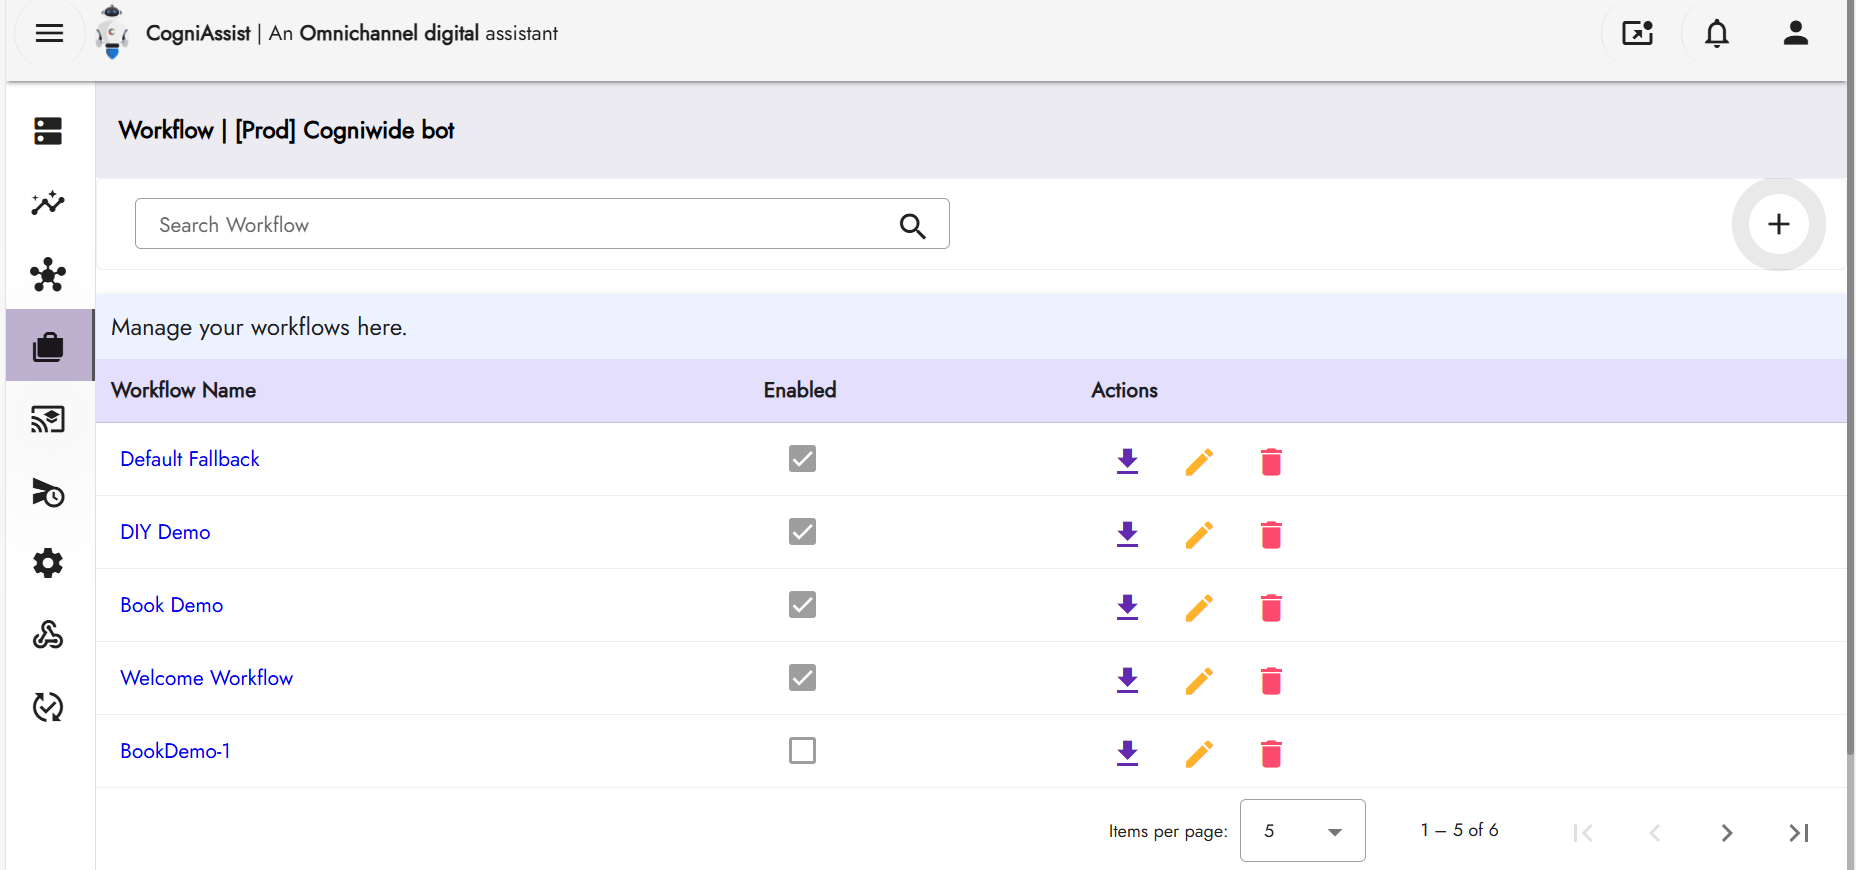 CogniAssist | An Omnichannel digital assistant
Workflow | [Prod] Cogniwide bot
Search Workflow
Manage your workflows here.
Workflow Name Enabled Actions
Default Fallback
DIY Demo
Book Demo
Welcome Workflow
BookDemo-1
Items per page: 5 1 – 5 of 6